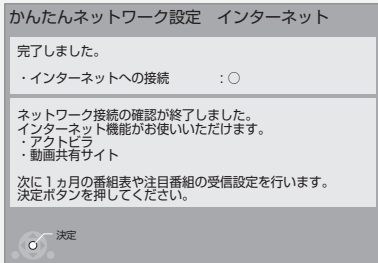 かんたんネットワーク設定　インターネット
完了しました。
・インターネットへの接続　　：○
ネットワーク接続の確認が終了しました。
インターネット機能がお使いいただけます。
・アクトビラ
・動画共有サイト
次に１ヵ月の番組表や注目番組の受信設定を行います。
決定ボタンを押してください。
決定